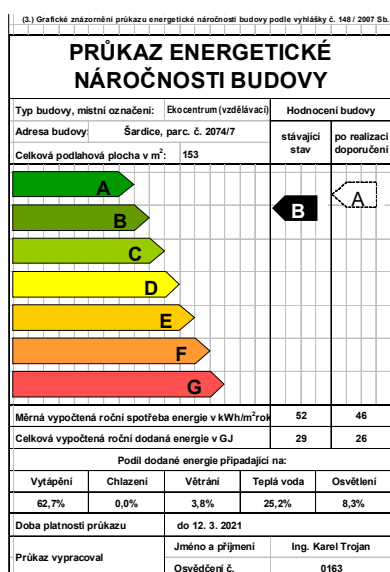 (3.) Grafické znázornění průkazu energetické náročnosti budovy podle vyhlášky č. 148 / 2007 Sb.
PRŮKAZ ENERGETICKÉ
NÁROČNOSTI BUDOVY
Typ budovy, místní označení: Ekocentrum (vzdělávací) Hodnocení budovy
Adresa budovy: Šardice, parc. č. 2074/7
stávající stav
po realizaci doporučení
Celková podlahová plocha v m²: 153
A
B
C
D
E
F
G
B
A
Měrná vypočtená roční spotřeba energie v kWh/m²rok 52 46
Celková vypočtená roční dodaná energie v GJ 29 26
Podíl dodané energie připadající na:
Vytápění Chlazení Větrání Teplá voda Osvětlení
62,7% 0,0% 3,8% 25,2% 8,3%
Doba platnosti průkazu do 12. 3. 2021
Průkaz vypracoval
Jméno a příjmení Ing. Karel Trojan
Osvědčení č. 0163